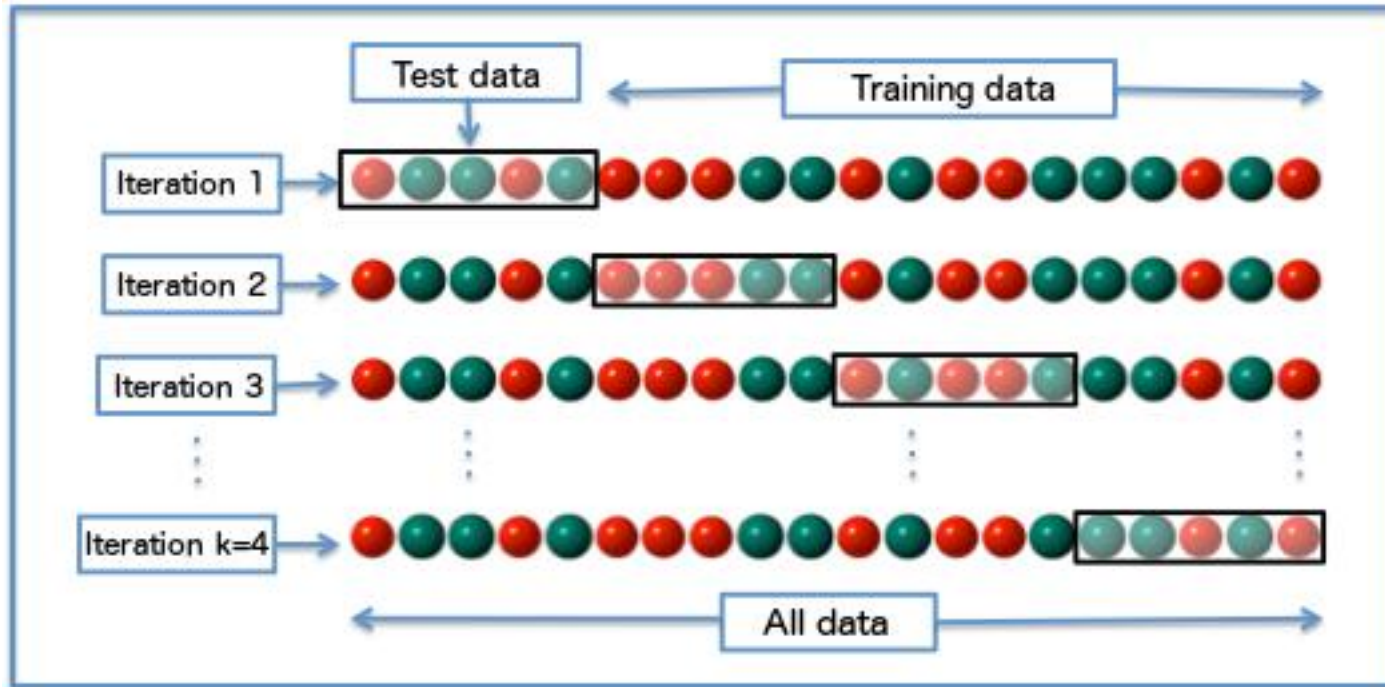 Test data
Training data
Iteration 1
Iteration 2
Iteration 3
Iteration k=4
All data